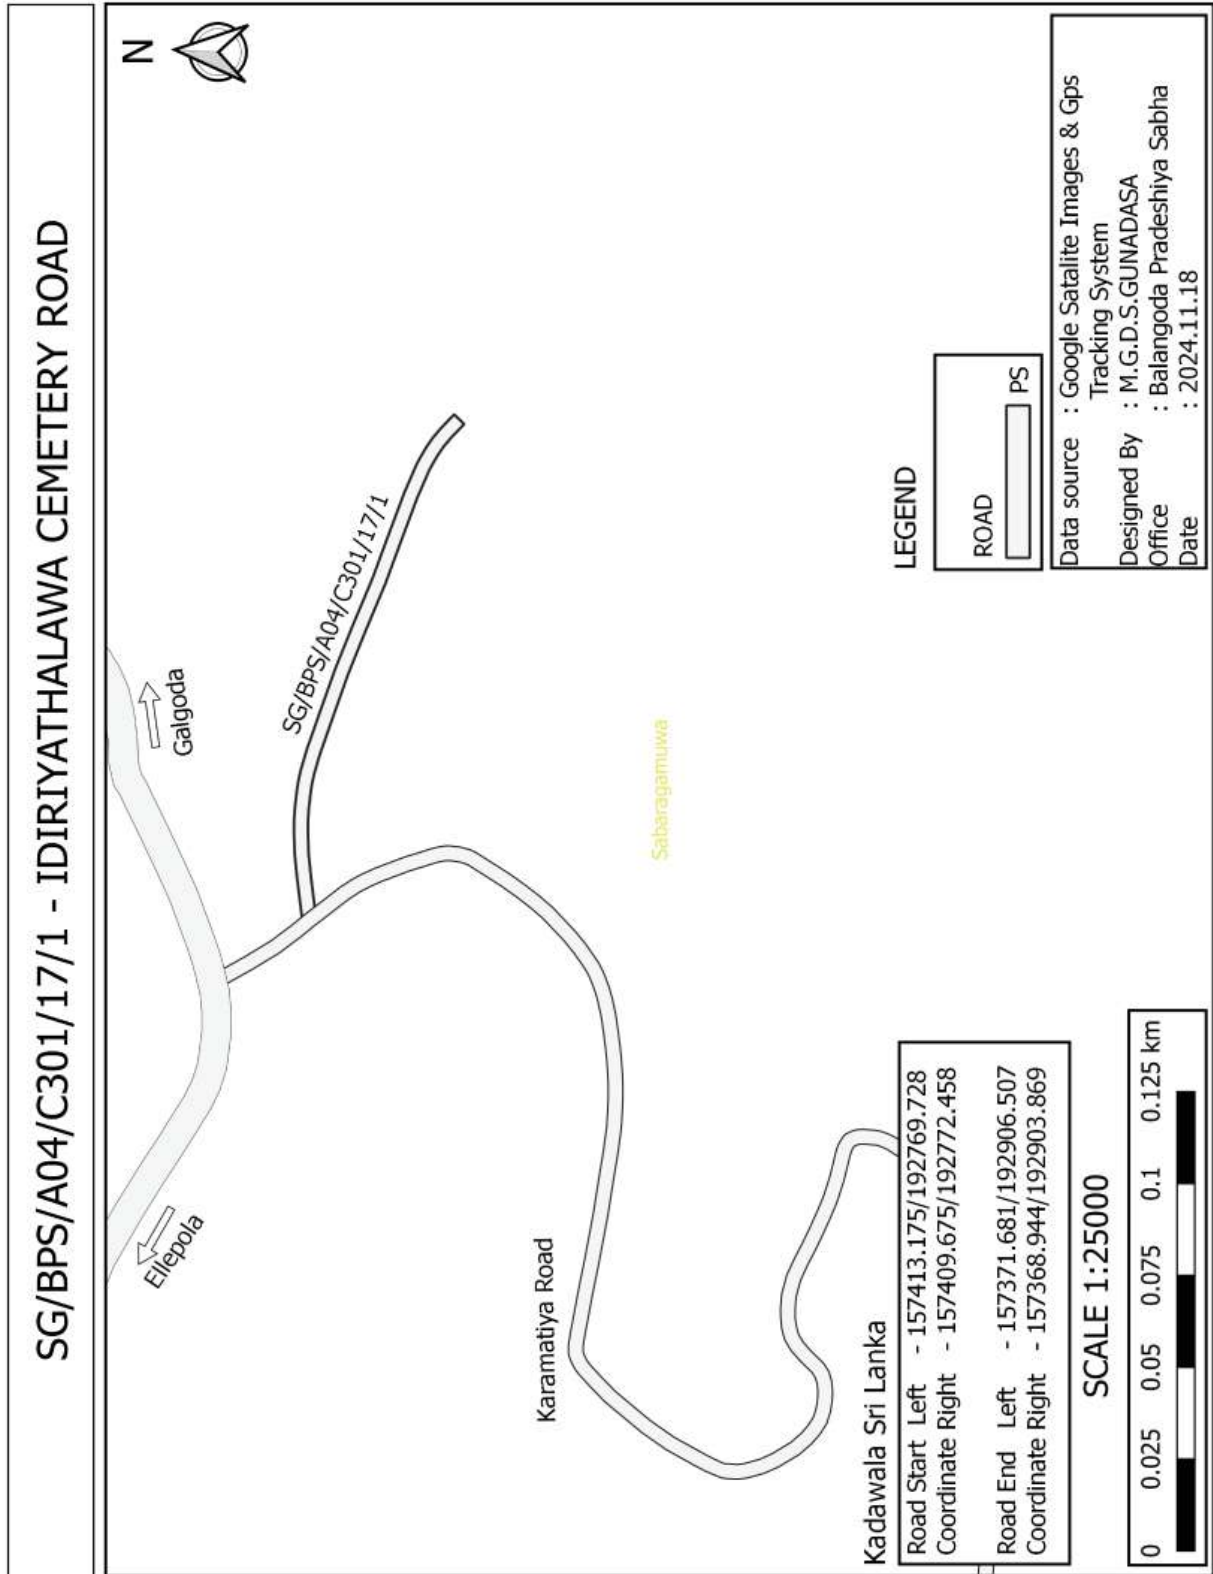 SG/BPS/A04/C301/17/1 - IDIRIYATHALAWA CEMETERY ROAD
N
Galgoda
Ellepola
SG/BPS/A04/C301/17/1
Karamatiya Road
Sabaragamuwa
Kadawala Sri Lanka
Road Start Left - 157413.175/192769.728
Coordinate Right - 157409.675/192772.458
Road End Left - 157371.681/192906.507
Coordinate Right - 157368.944/192903.869
SCALE 1:25000
0 0.025 0.05 0.075 0.1 0.125 km
LEGEND
ROAD
PS
Data source : Google Satalite Images & Gps
Tracking System
Designed By : M.G.D.S.GUNADASA
Office : Balangoda Pradeshiya Sabha
Date : 2024.11.18